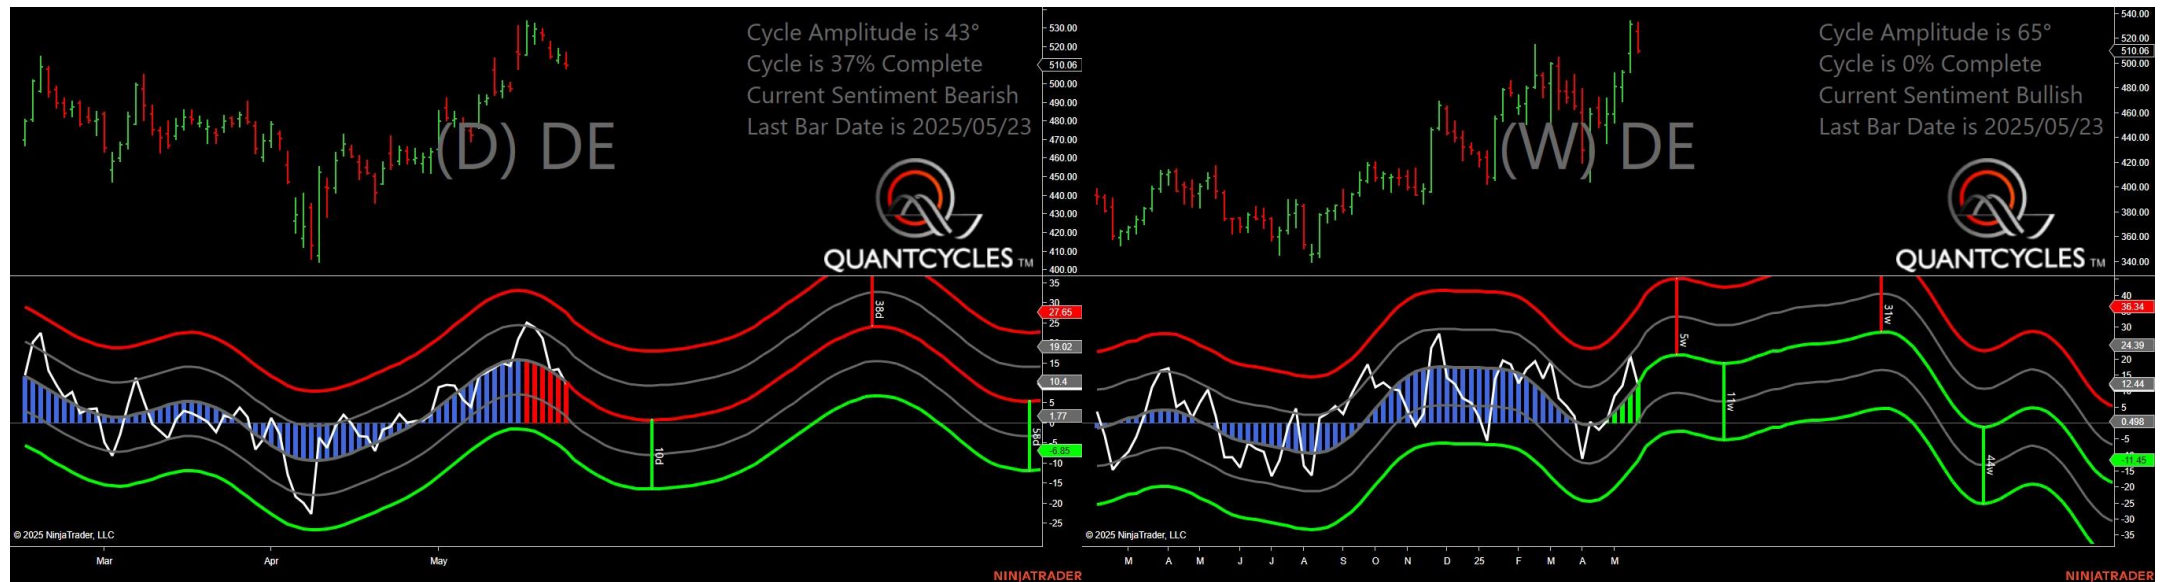 Cycle Amplitude is 43°
Cycle is 37% Complete
Current Sentiment Bearish
Last Bar Date is 2025/05/23
(D) DE
QUANTCYCLES TM
530.00
520.00
510.06
500.00
490.00
480.00
470.00
460.00
450.00
440.00
430.00
420.00
410.00
400.00
35
30
27.65
25
19.02
15
10.4
5
1.77
0
-5
-6.85
-10
-15
-20
-25
38d
10d
58d
© 2025 NinjaTrader, LLC
Mar
Apr
May
NINJATRADER
Cycle Amplitude is 65°
Cycle is 0% Complete
Current Sentiment Bullish
Last Bar Date is 2025/05/23
(W) DE
QUANTCYCLES TM
540.00
520.00
510.06
500.00
480.00
460.00
440.00
420.00
400.00
380.00
360.00
340.00
40
36.34
30
24.39
20
15
12.44
5
0.498
-5
-11.45
-15
-20
-25
-30
-35
5w
11w
31w
44w
© 2025 NinjaTrader, LLC
M A M J J A S O N D 25 F M A M
NINJATRADER